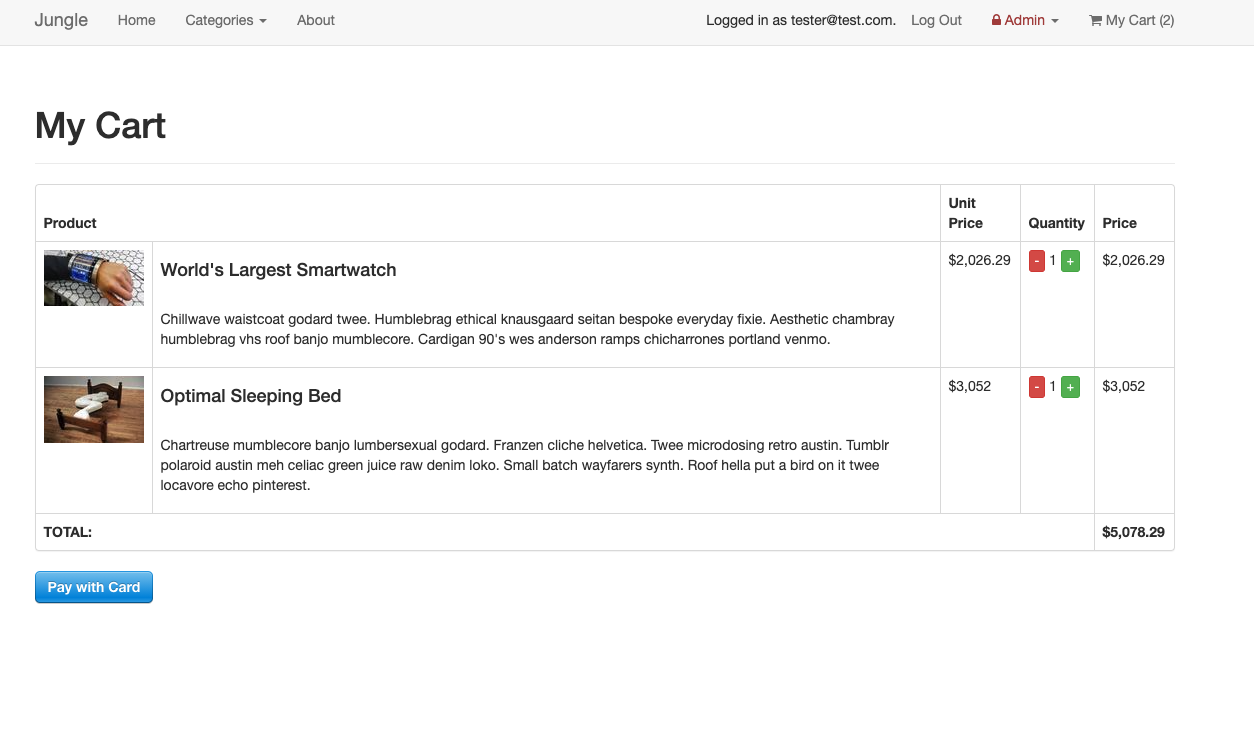 Jungle Home Categories About Logged in as tester@test.com. Log Out Admin My Cart (2)
My Cart
Product Unit Price Quantity Price
World's Largest Smartwatch $2,026.29 - 1 + $2,026.29
Chillwave waistcoat godard twee. Humblebrag ethical knausgaard seitan bespoke everyday fixie. Aesthetic chambray
humblebrag vhs roof banjo mumblecore. Cardigan 90's wes anderson ramps chicharrones portland venmo.
Optimal Sleeping Bed $3,052 - 1 + $3,052
Chartreuse mumblecore banjo lumbersexual godard. Franzen cliche helvetica. Twee microdosing retro austin. Tumblr
polaroid austin meh celiac green juice raw denim loko. Small batch wayfarers synth. Roof hella put a bird on it twee
locavore echo pinterest.
TOTAL: $5,078.29
Pay with Card